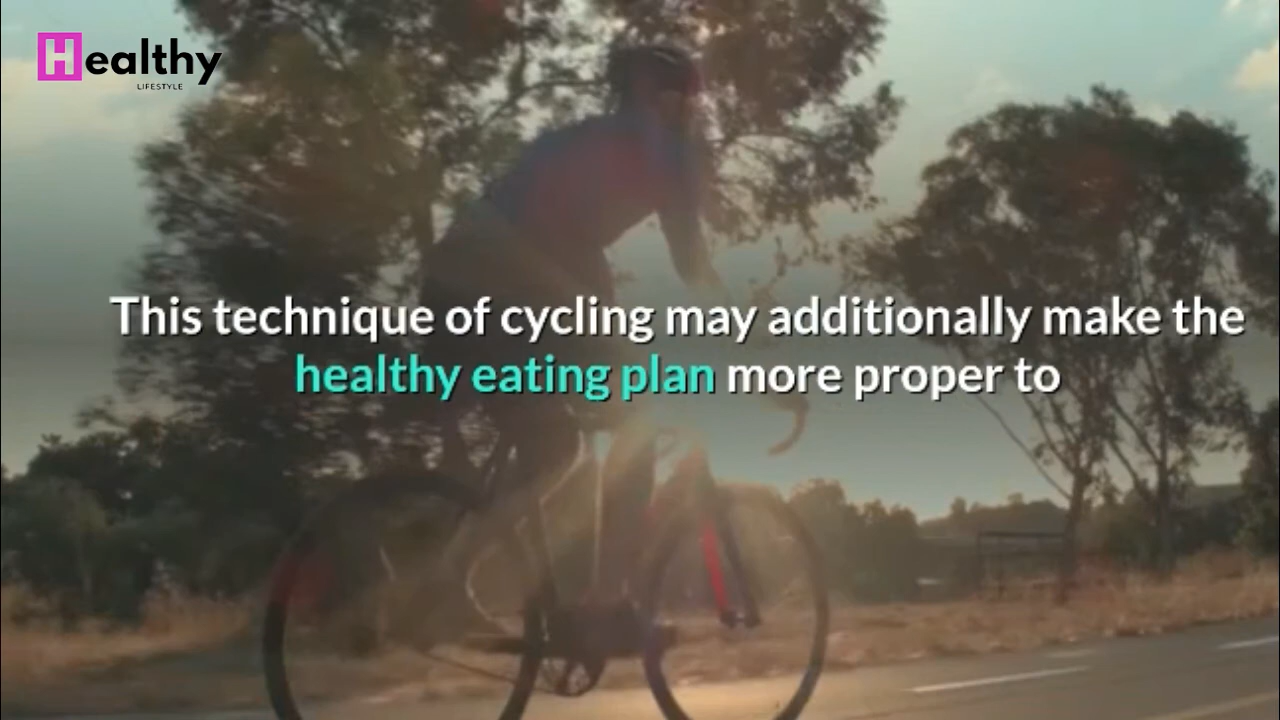 Healthy
LIFESTYLE
This technique of cycling may additionally make the
healthy eating plan more proper to